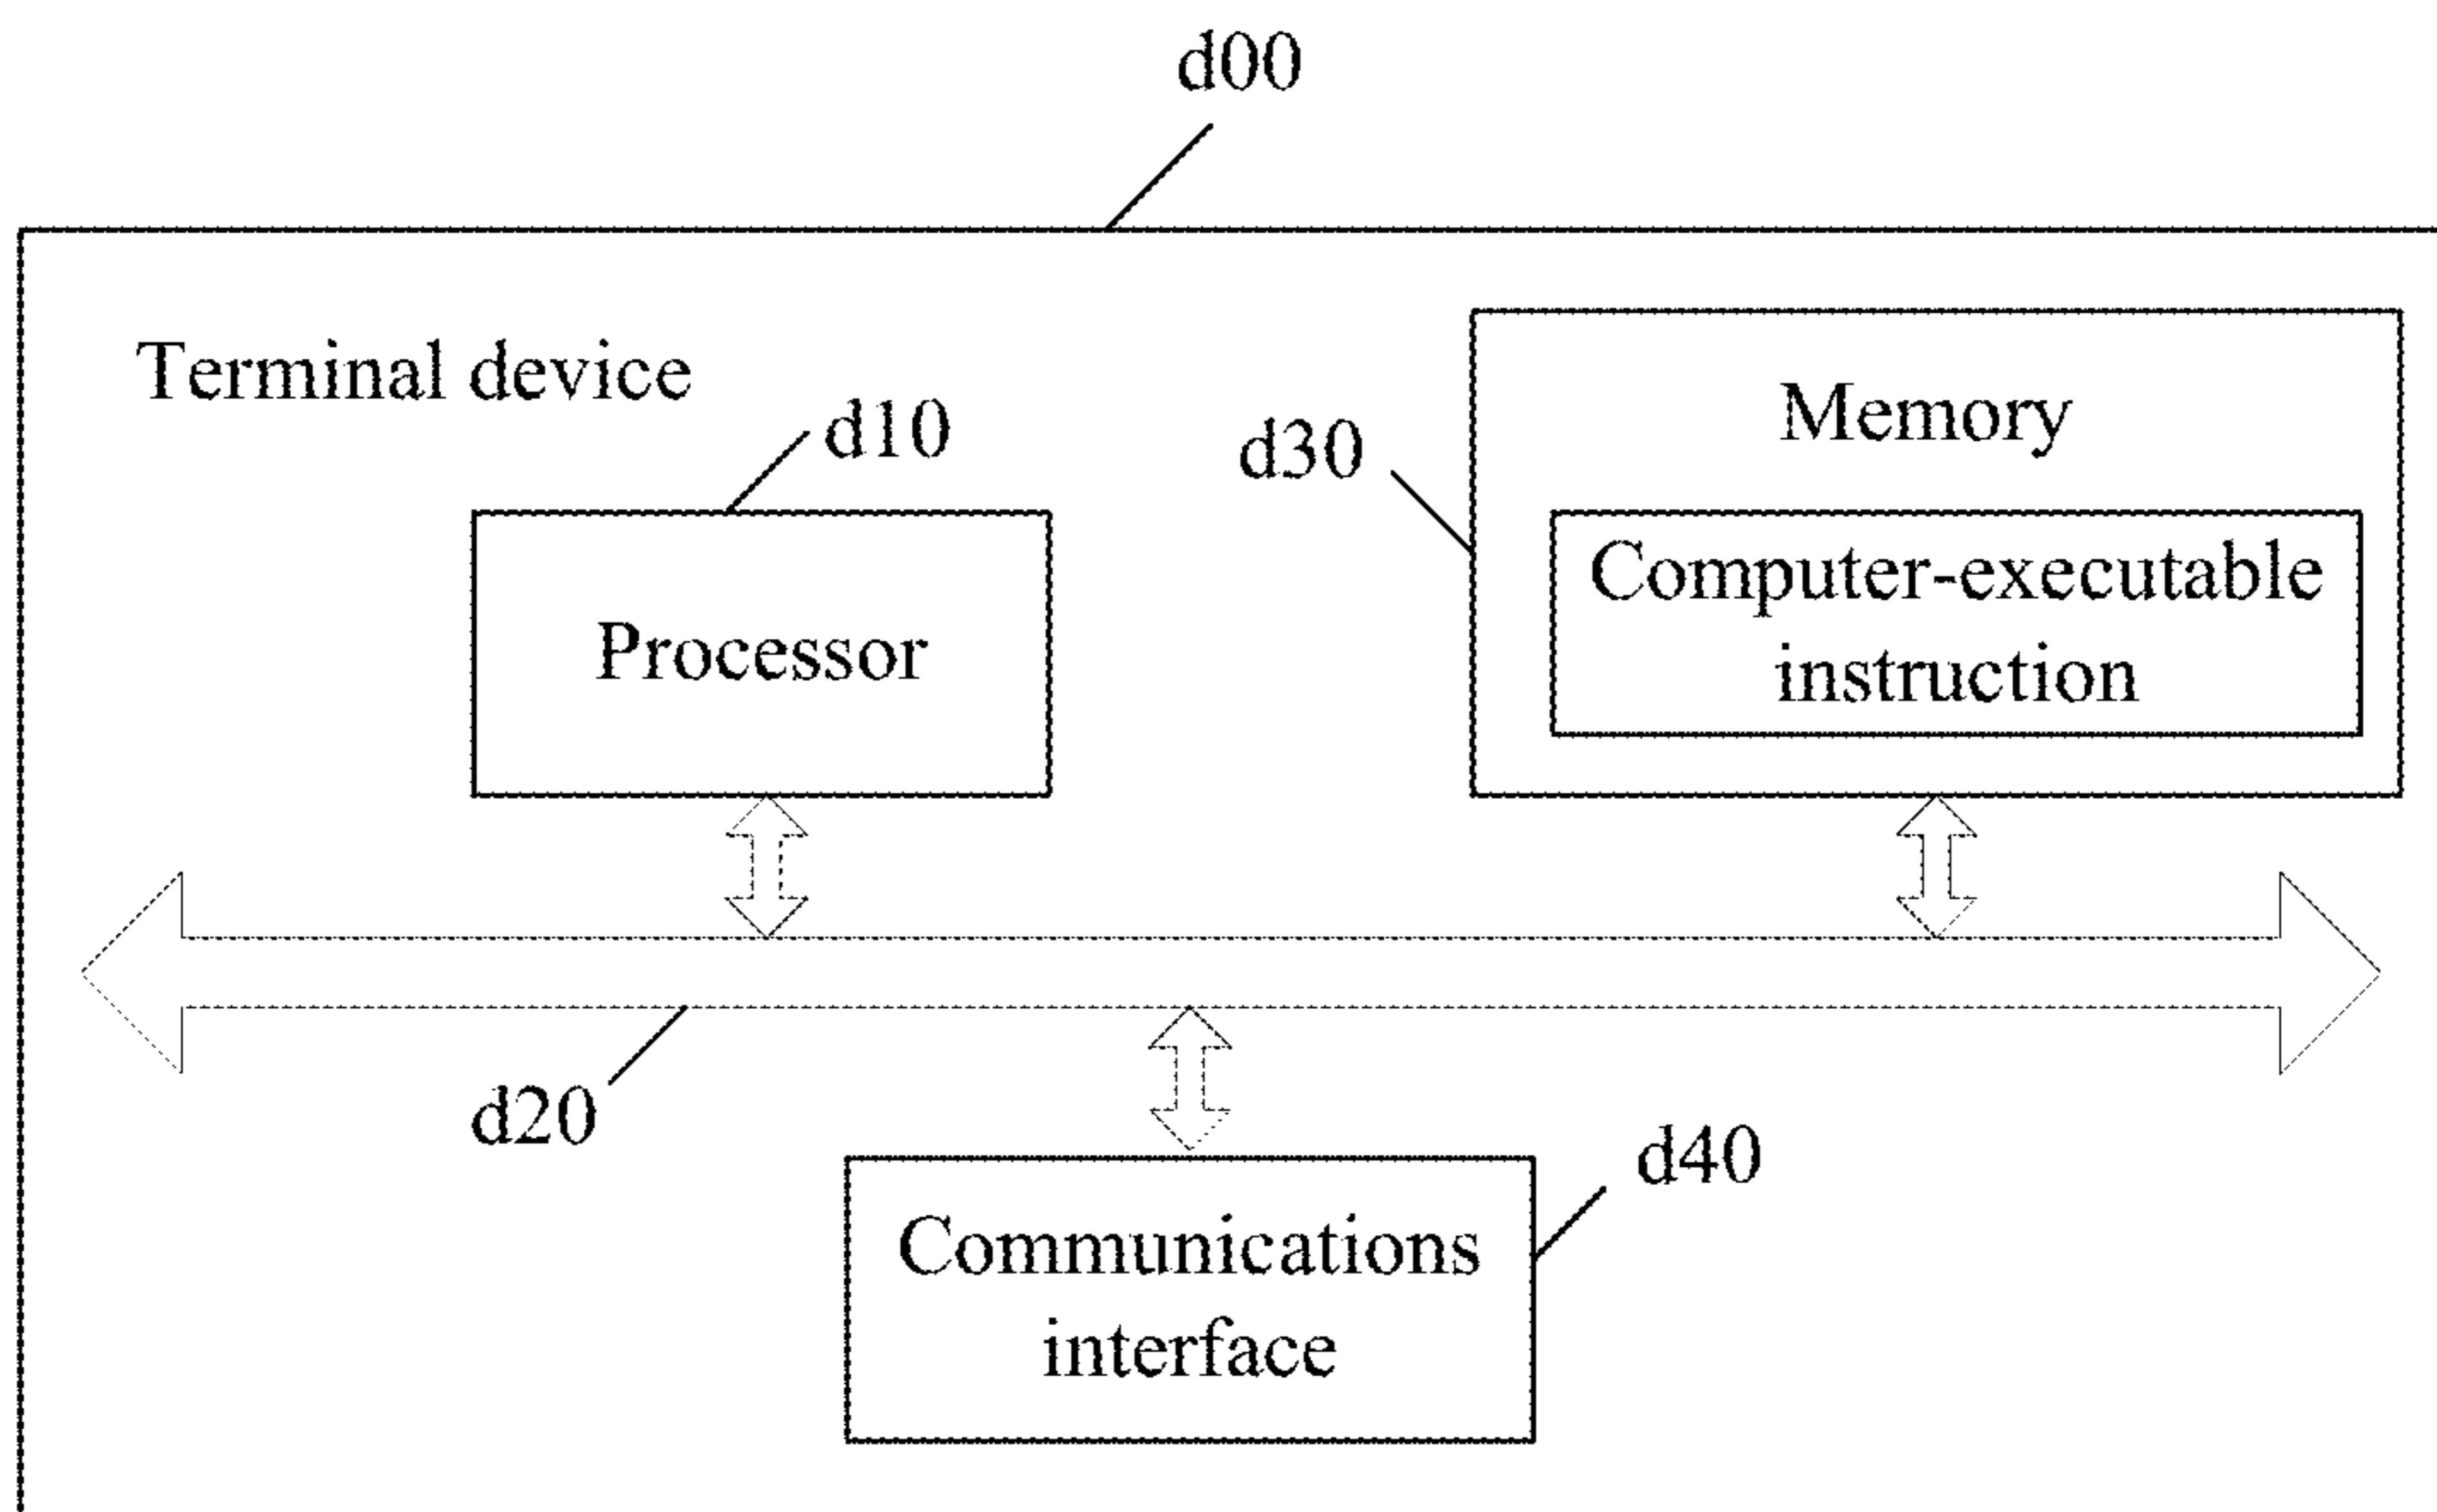 d00
Terminal device
d10
d30
Memory
Computer-executable
instruction
Processor
d20
d40
Communications
interface